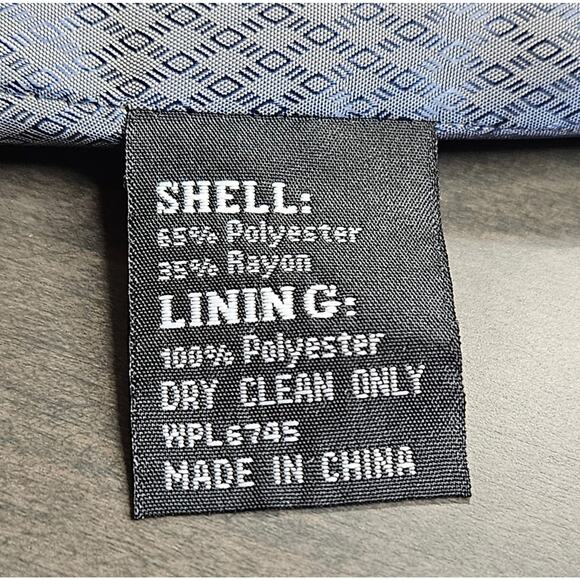 SHELL:
65% Polyester
35% Rayon
LINING:
100% Polyester
DRY CLEAN ONLY
WPL6745
MADE IN CHINA